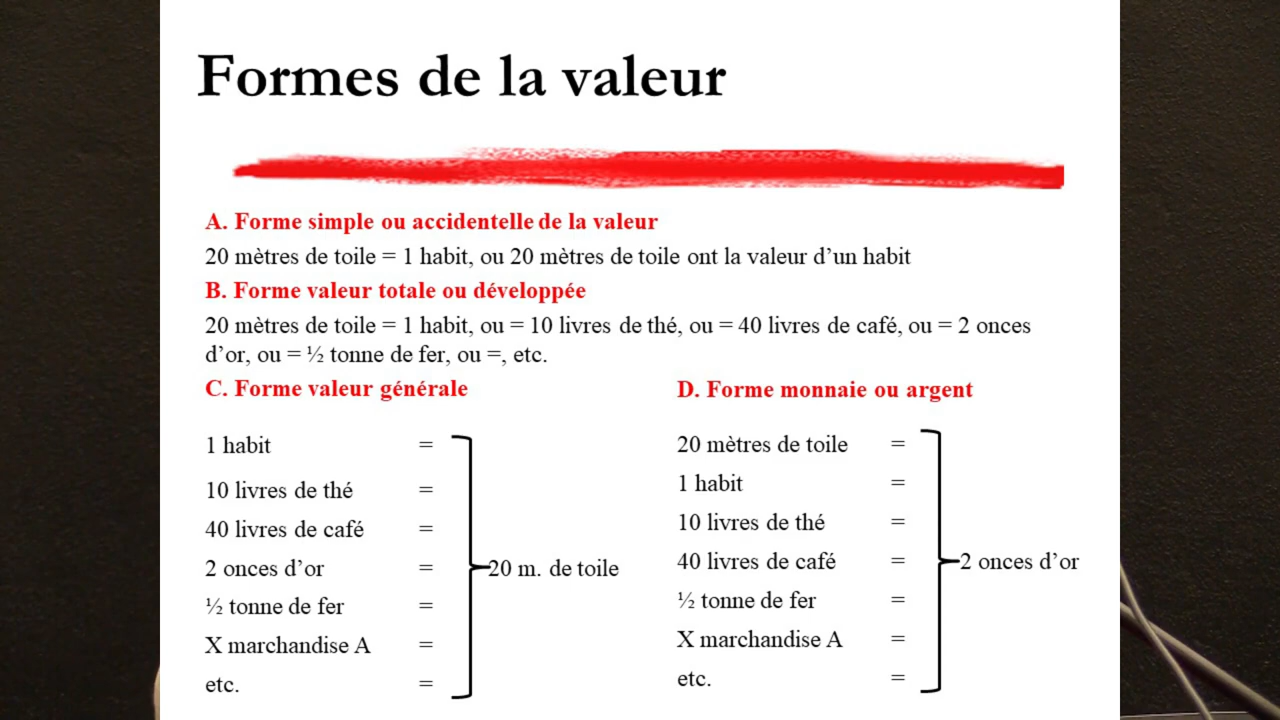 Formes de la valeur
A. Forme simple ou accidentelle de la valeur
20 mètres de toile = 1 habit, ou 20 mètres de toile ont la valeur d’un habit
B. Forme valeur totale ou développée
20 mètres de toile = 1 habit, ou = 10 livres de thé, ou = 40 livres de café, ou = 2 onces
d’or, ou = ½ tonne de fer, ou =, etc.
C. Forme valeur générale
1 habit =
10 livres de thé =
40 livres de café =
2 onces d’or = 20 m. de toile
½ tonne de fer =
X marchandise A =
etc. =
D. Forme monnaie ou argent
20 mètres de toile =
1 habit =
10 livres de thé =
40 livres de café = 2 onces d’or
½ tonne de fer =
X marchandise A =
etc. =